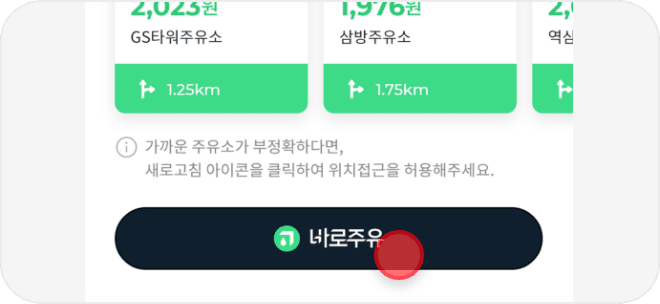 2,023원
1,976원
GS타워주유소
삼방주유소
역삼
1.25km
1.75km
가까운 주유소가 부정확하다면,
새로고침 아이콘을 클릭하여 위치접근을 허용해주세요.
바로주유